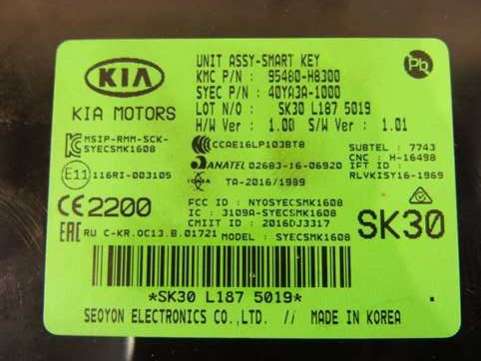 KIA
KIA MOTORS
UNIT ASSY-SMART KEY
KMC P/N : 95480-H8300
SYEC P/N : 40YA3A-1000
LOT N/O : SK30 L187 5019
H/W Ver : 1.00 S/W Ver : 1.01
Pb
MSIP-RMM-SCK-
SYECSMK1608
CCAE16LP1038T8
ANATEL 02683-16-06920
TA-2016/1989
SUBTEL : 7743
CNC : H-16498
IFT ID :
RLVKISY16-1969
E11 116RI-003105
CE 2200
FCC ID : NYOSYECSMK1608
IC : 3109A-SYECSMK1608
CMIIT ID : 2016DJ3317
MODEL : SYECSMK1608
SK30
EAC RU C-KR.OC13.B.01721
*SK30 L187 5019*
SEOYON ELECTRONICS CO., LTD. // MADE IN KOREA